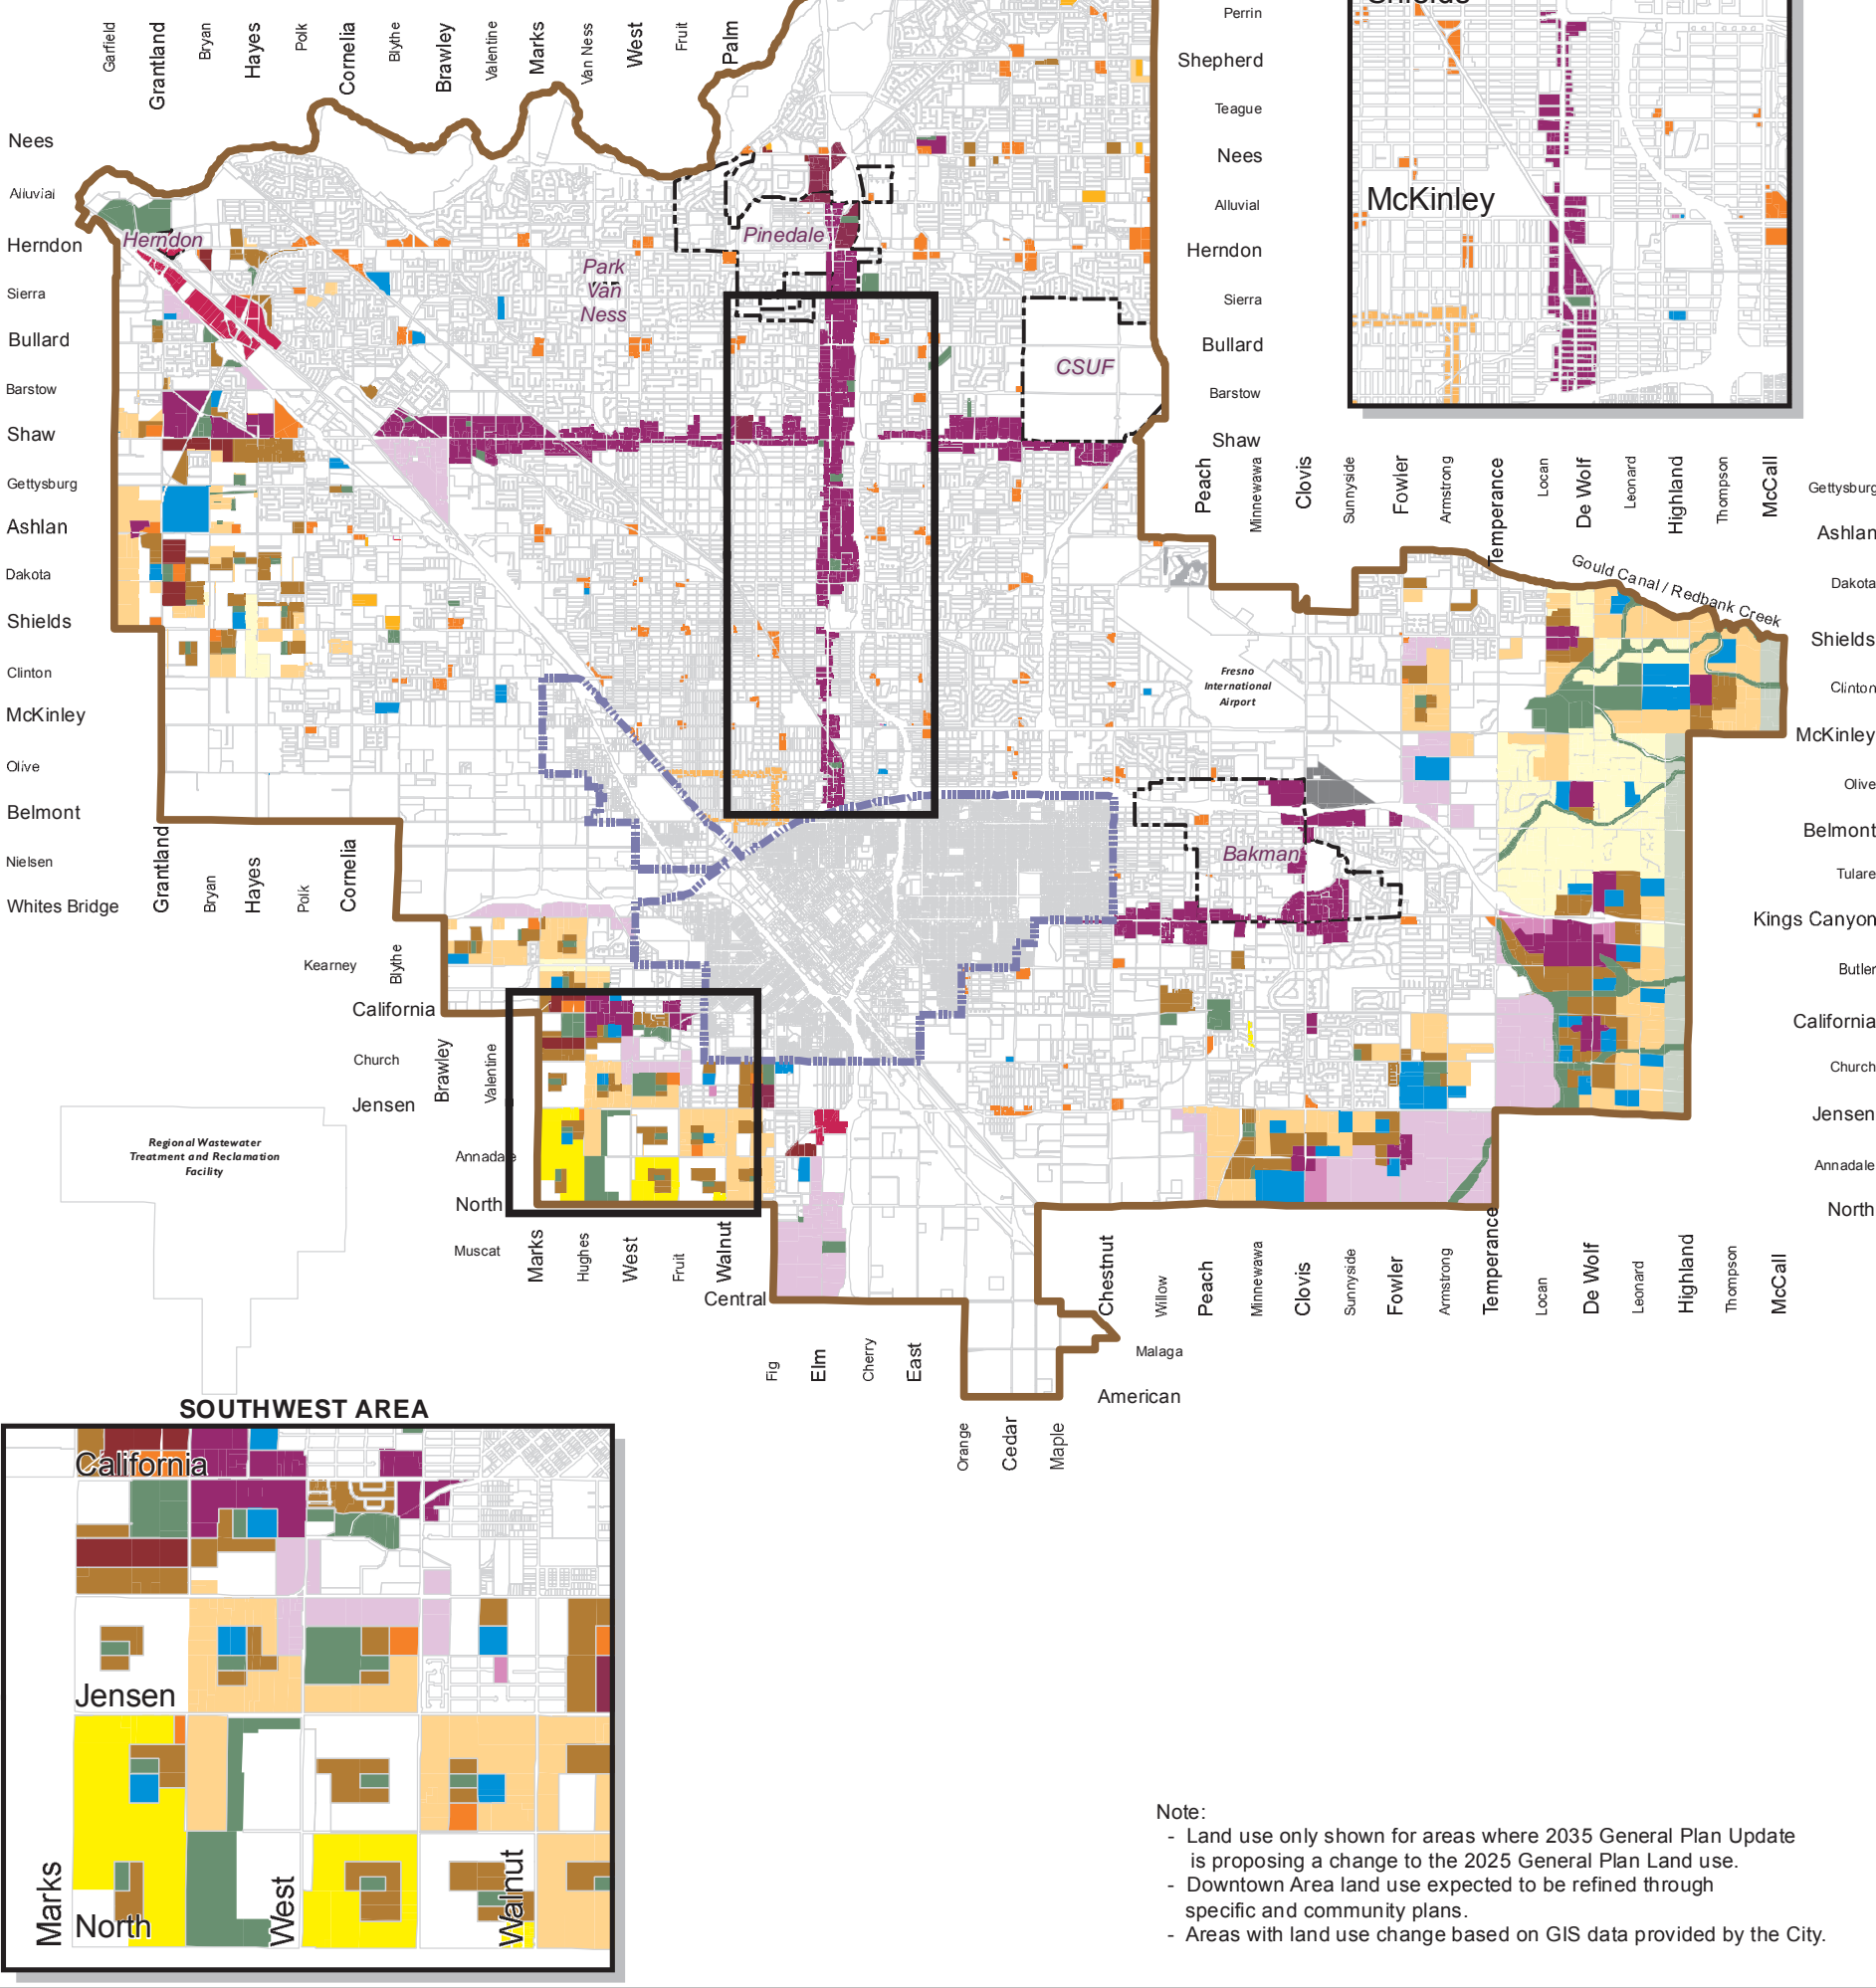 Garfield
Grantland
Bryan
Hayes
Polk
Cornelia
Blythe
Brawley
Valentine
Marks
Van Ness
West
Fruit
Palm
Nees
Alluvial
Herndon
Sierra
Bullard
Barstow
Shaw
Gettysburg
Ashlan
Dakota
Shields
Clinton
McKinley
Olive
Belmont
Nielsen
Whites Bridge
Perrin
Shepherd
Teague
Nees
Alluvial
Herndon
Sierra
Bullard
Barstow
Shaw
Shields
McKinley
Herndon
Park
Van
Ness
Pinedale
CSUF
Peach
Minnewawa
Clovis
Sunnyside
Fowler
Armstrong
Temperance
Locan
De Wolf
Leonard
Highland
Thompson
McCall
Gettysburg
Ashlan
Dakota
Shields
Clinton
McKinley
Olive
Belmont
Tulare
Kings Canyon
Butler
California
Church
Jensen
Annadale
North
Gould Canal / Redbank Creek
Fresno
International
Airport
Bakman
Grantland
Bryan
Hayes
Polk
Cornelia
Kearney
Blythe
California
Church
Brawley
Valentine
Jensen
Annadale
North
Muscat
Marks
Hughes
West
Fruit
Walnut
Central
Fig
Elm
Cherry
East
Orange
Cedar
Maple
American
Malaga
Chestnut
Willow
Peach
Minnewawa
Clovis
Sunnyside
Fowler
Armstrong
Temperance
Locan
De Wolf
Leonard
Highland
Thompson
McCall
Regional Wastewater
Treatment and Reclamation
Facility
SOUTHWEST AREA
California
Jensen
North
Marks
West
Walnut
Note:
- Land use only shown for areas where 2035 General Plan Update
is proposing a change to the 2025 General Plan Land use.
- Downtown Area land use expected to be refined through
specific and community plans.
- Areas with land use change based on GIS data provided by the City.